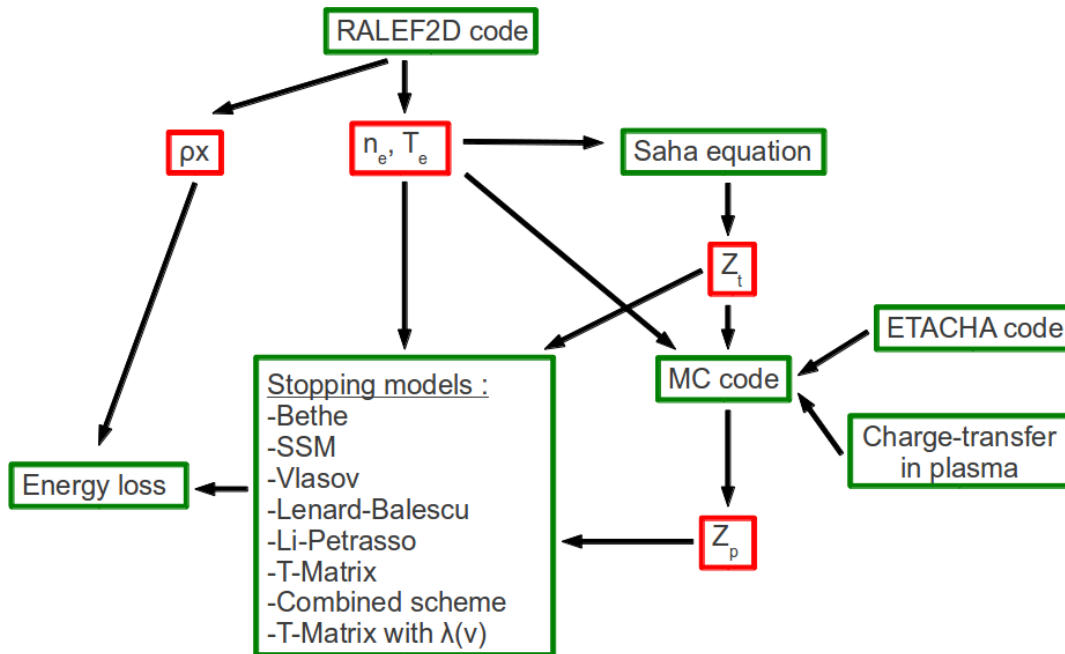 RALEF2D code
ρx
nₑ, Tₑ
Saha equation
Zₜ
ETACHA code
MC code
Charge-transfer
in plasma
Stopping models :
-Bethe
-SSM
-Vlasov
-Lenard-Balescu
-Li-Petrasso
-T-Matrix
-Combined scheme
-T-Matrix with λ(v)
Energy loss
Zₚ